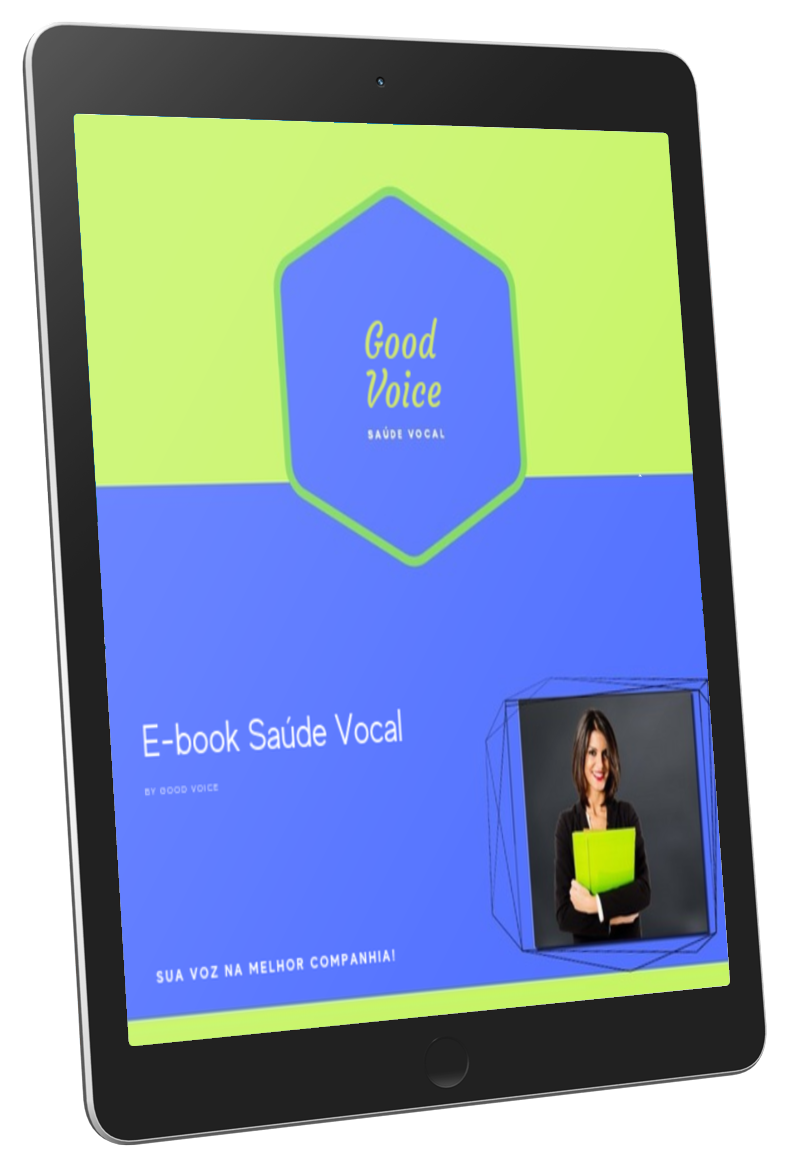 Good
Voice
SAÚDE VOCAL
E-book Saúde Vocal
BY GOOD VOICE
SUA VOZ NA MELHOR COMPANHIA!